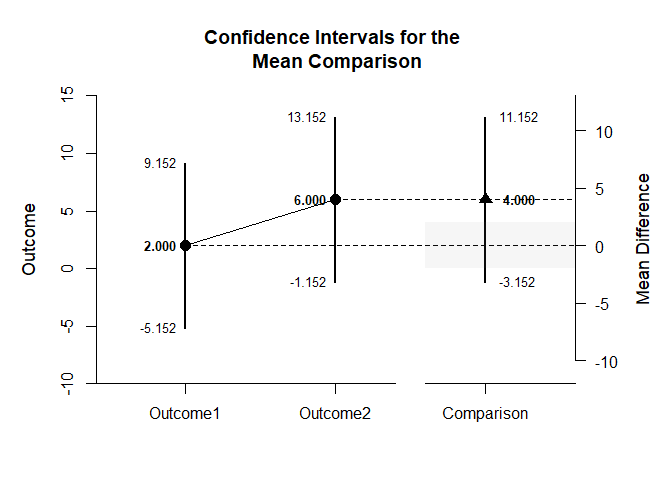 Confidence Intervals for the
Mean Comparison
Outcome
15
10
5
0
-5
-10
9.152
2.000
-5.152
13.152
6.000
-1.152
11.152
4.000
-3.152
10
5
0
-5
-10
Mean Difference
Outcome1
Outcome2
Comparison